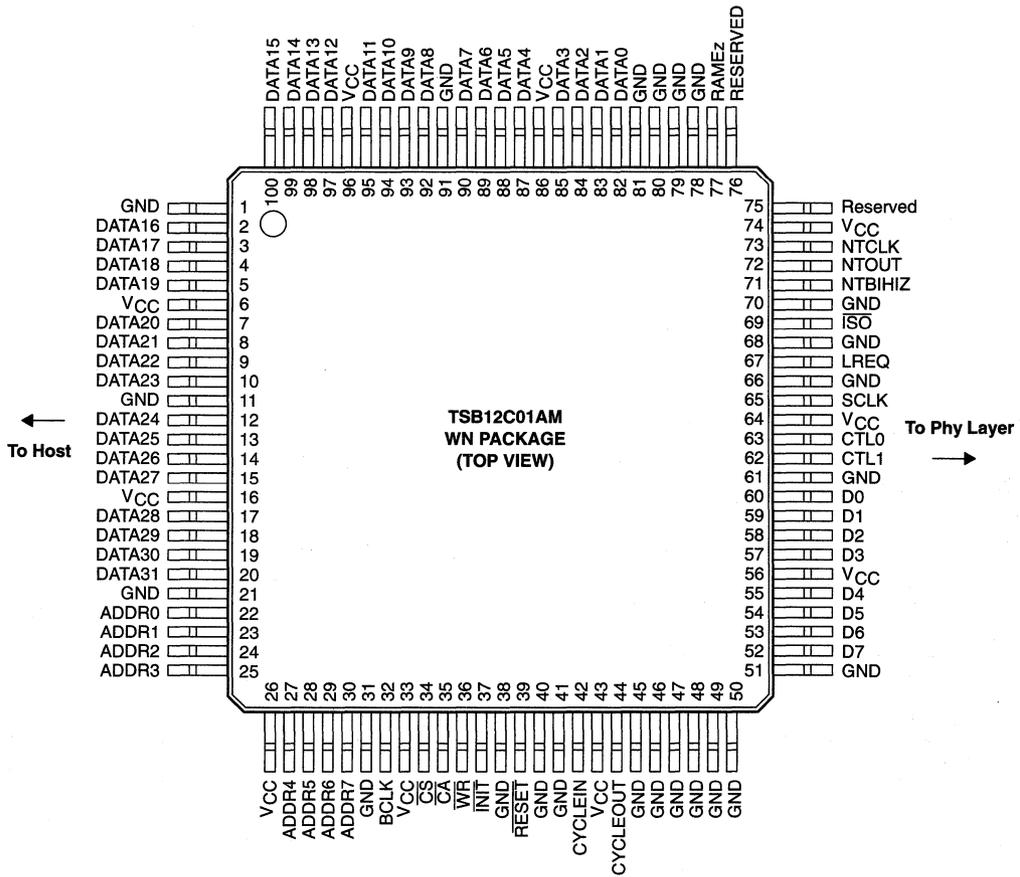 DATA15
DATA14
DATA13
DATA12
VCC
DATA11
DATA10
DATA9
DATA8
GND
DATA7
DATA6
DATA5
DATA4
VCC
DATA3
DATA2
DATA1
DATA0
GND
GND
GND
GND
RAMEz
RESERVED
100 99 98 97 96 95 94 93 92 91 90 89 88 87 86 85 84 83 82 81 80 79 78 77 76
GND 1
DATA16 2
DATA17 3
DATA18 4
DATA19 5
VCC 6
DATA20 7
DATA21 8
DATA22 9
DATA23 10
GND 11
DATA24 12
DATA25 13
DATA26 14
DATA27 15
VCC 16
DATA28 17
DATA29 18
DATA30 19
DATA31 20
GND 21
ADDR0 22
ADDR1 23
ADDR2 24
ADDR3 25
To Host
TSB12C01AM
WN PACKAGE
(TOP VIEW)
75 Reserved
74 VCC
73 NTCLK
72 NTOUT
71 NTBIHIZ
70 GND
69 ISO
68 GND
67 LREQ
66 GND
65 SCLK
64 VCC
63 CTL0
62 CTL1
61 GND
60 D0
59 D1
58 D2
57 D3
56 VCC
55 D4
54 D5
53 D6
52 D7
51 GND
To Phy Layer
26 27 28 29 30 31 32 33 34 35 36 37 38 39 40 41 42 43 44 45 46 47 48 49 50
VCC
ADDR4
ADDR5
ADDR6
ADDR7
GND
BCLK
VCC
CS
CA
WR
INIT
GND
RESET
GND
GND
CYCLEIN
VCC
CYCLEOUT
GND
GND
GND
GND
GND
GND